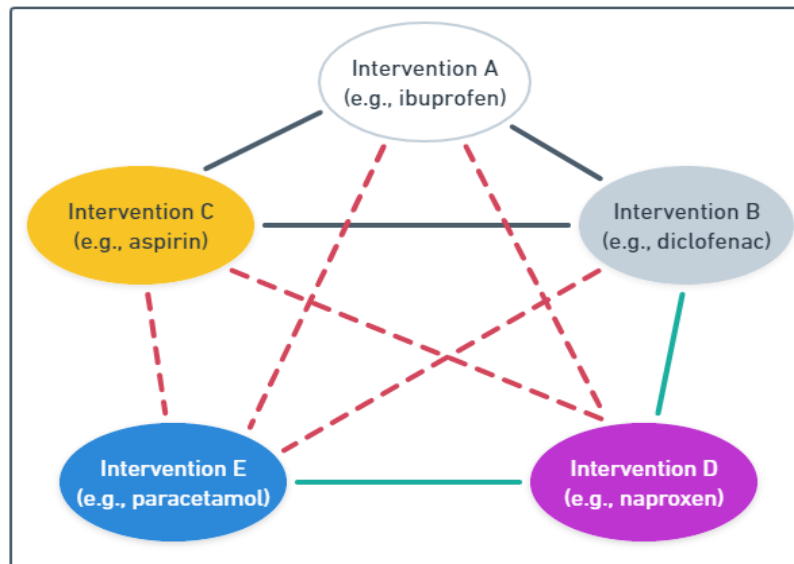 Intervention A
(e.g., ibuprofen)
Intervention C
(e.g., aspirin)
Intervention B
(e.g., diclofenac)
Intervention E
(e.g., paracetamol)
Intervention D
(e.g., naproxen)